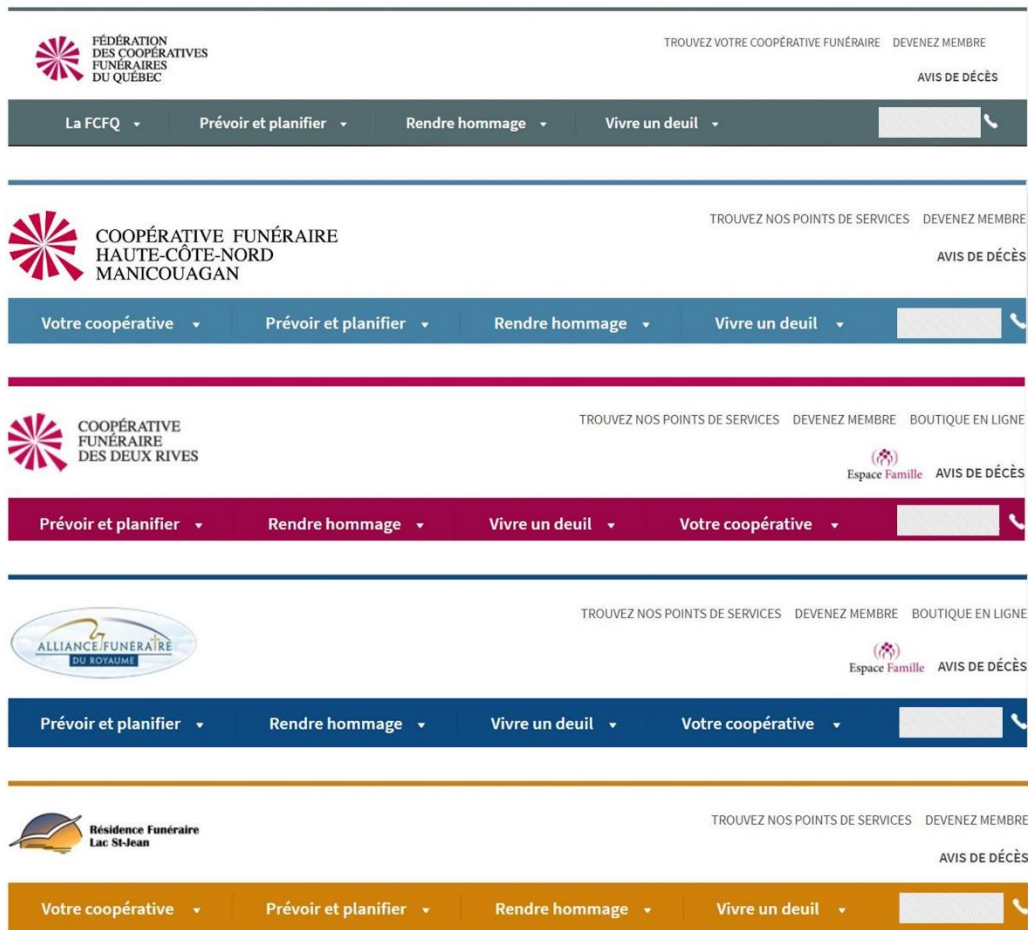 FÉDÉRATION
DES COOPÉRATIVES
FUNÉRAIRES
DU QUÉBEC
TROUVEZ VOTRE COOPÉRATIVE FUNÉRAIRE DEVENEZ MEMBRE
AVIS DE DÉCÈS
La FCFQ Prévoir et planifier Rendre hommage Vivre un deuil
COOPÉRATIVE FUNÉRAIRE
HAUTE-CÔTE-NORD
MANICOUAGAN
TROUVEZ NOS POINTS DE SERVICES DEVENEZ MEMBRE
AVIS DE DÉCÈS
Votre coopérative Prévoir et planifier Rendre hommage Vivre un deuil
COOPÉRATIVE
FUNÉRAIRE
DES DEUX RIVES
TROUVEZ NOS POINTS DE SERVICES DEVENEZ MEMBRE BOUTIQUE EN LIGNE
Espace Famille AVIS DE DÉCÈS
Prévoir et planifier Rendre hommage Vivre un deuil Votre coopérative
ALLIANCE FUNÉRAIRE
DU ROYAUME
TROUVEZ NOS POINTS DE SERVICES DEVENEZ MEMBRE BOUTIQUE EN LIGNE
Espace Famille AVIS DE DÉCÈS
Prévoir et planifier Rendre hommage Vivre un deuil Votre coopérative
Résidence Funéraire
Lac St-Jean
TROUVEZ NOS POINTS DE SERVICES DEVENEZ MEMBRE
AVIS DE DÉCÈS
Votre coopérative Prévoir et planifier Rendre hommage Vivre un deuil